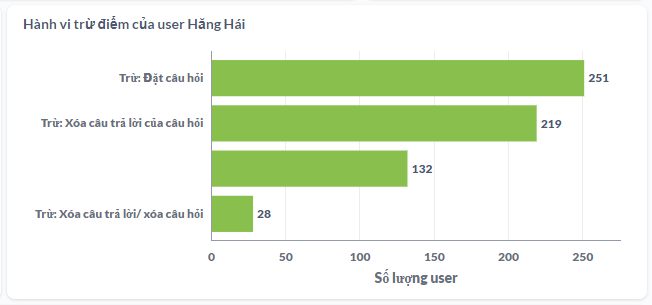 Hành vi trừ điểm của user Hăng Hái
Trừ: Đặt câu hỏi
251
Trừ: Xóa câu trả lời của câu hỏi
219
132
Trừ: Xóa câu trả lời/ xóa câu hỏi
28
0 50 100 150 200 250
Số lượng user